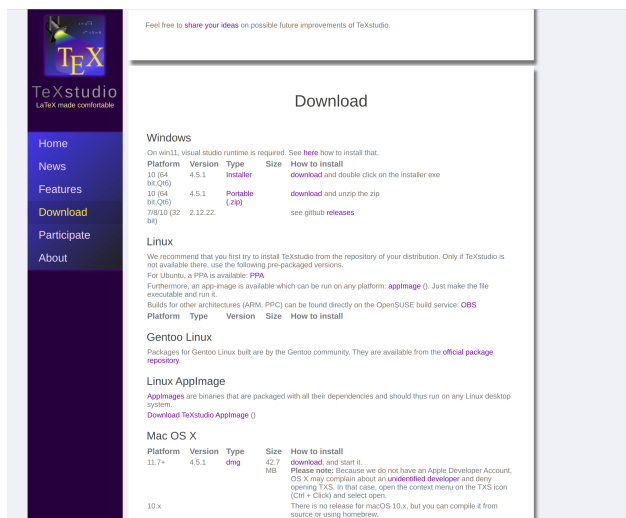 Feel free to share your ideas on possible future improvements of TeXstudio.
TEX
TeXstudio
LaTeX made comfortable
Home
News
Features
Download
Participate
About
Download
Windows
On win11, visual studio runtime is required. See here how to install that.
Platform Version Type Size How to install
10 (64 4.5.1 Installer download and double click on the installer exe
bit,Qt6)
10 (64 4.5.1 Portable download and unzip the zip
bit,Qt6) (.zip)
7/8/10 (32 2.12.22. see github releases
bit)
Linux
We recommend that you first try to install TeXstudio from the repository of your distribution. Only if TeXstudio is
not available there, use the following pre-packaged versions.
For Ubuntu, a PPA is available: PPA
Furthermore, an app-image is available which can be run on any platform: appImage (). Just make the file
executable and run it.
Builds for other architectures (ARM, PPC) can be found directly on the OpenSUSE build service: OBS
Platform Type Version Size How to install
Gentoo Linux
Packages for Gentoo Linux built are by the Gentoo community. They are available from the official package
repository.
Linux AppImage
AppImages are binaries that are packaged with all their dependencies and should thus run on any Linux desktop
system.
Download TeXstudio AppImage ()
Mac OS X
Platform Version Type Size How to install
11.7+ 4.5.1 dmg 42.7 download, and start it.
MB Please note: Because we do not have an Apple Developer Account,
OS X may complain about an unidentified developer and deny
opening TXS. In that case, open the context menu on the TXS icon
(Ctrl + Click) and select open.
10.x There is no release for macOS 10.x, but you can compile it from
source or using homebrew.